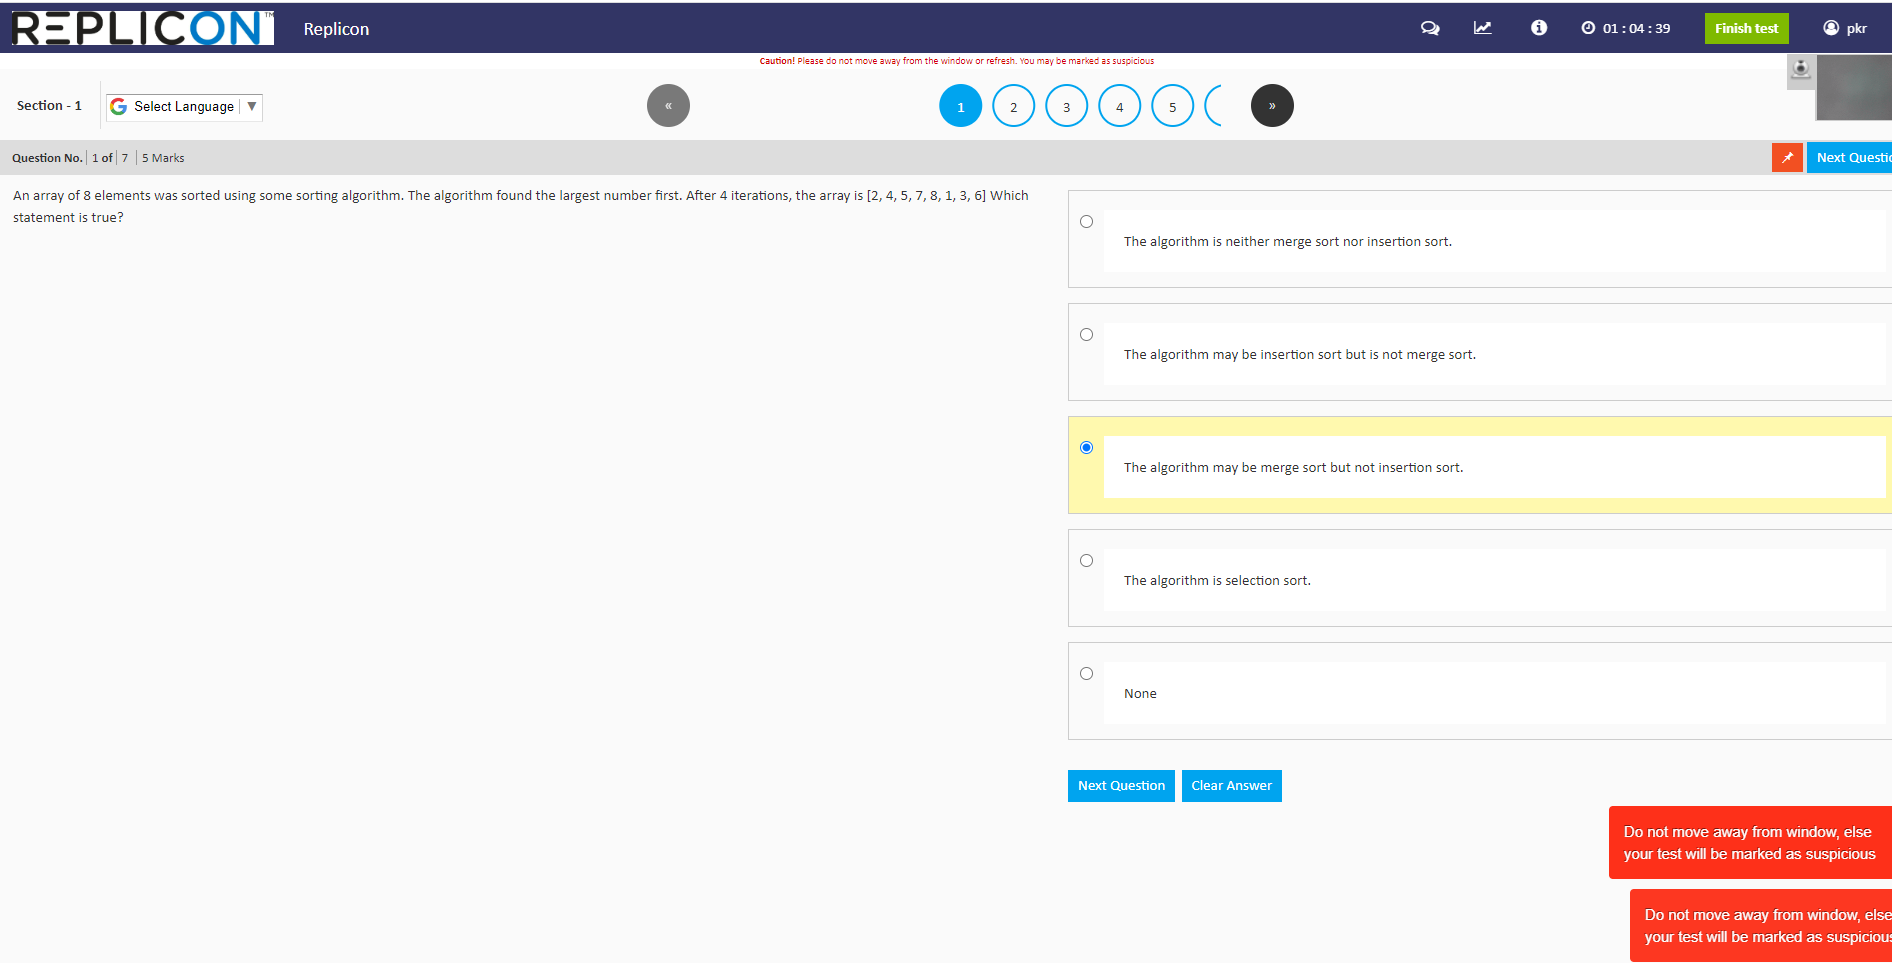 REPLICON™
Replicon
01 : 04 : 39
Finish test
pkr
Caution! Please do not move away from the window or refresh. You may be marked as suspicious
Section - 1
G Select Language ▼
«
1
2
3
4
5
»
Question No. 1 of 7 5 Marks
Next Questio
An array of 8 elements was sorted using some sorting algorithm. The algorithm found the largest number first. After 4 iterations, the array is [2, 4, 5, 7, 8, 1, 3, 6] Which
statement is true?
The algorithm is neither merge sort nor insertion sort.
The algorithm may be insertion sort but is not merge sort.
The algorithm may be merge sort but not insertion sort.
The algorithm is selection sort.
None
Next Question
Clear Answer
Do not move away from window, else
your test will be marked as suspicious
Do not move away from window, else
your test will be marked as suspicious